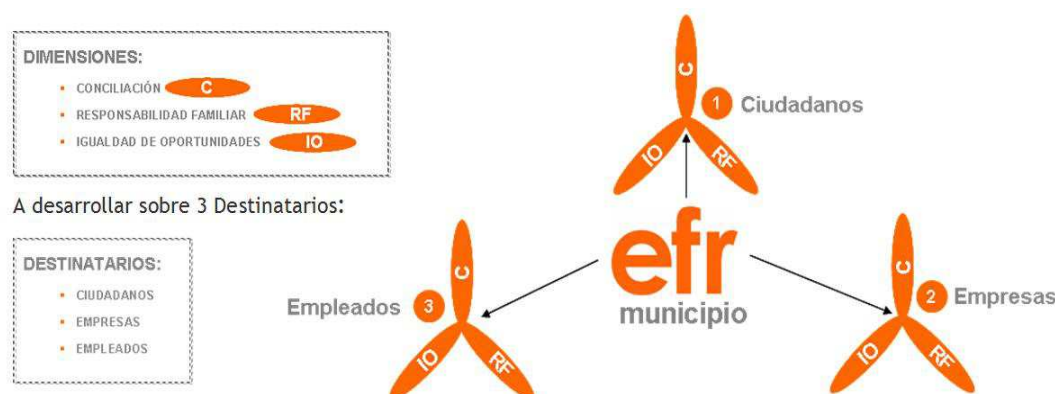 DIMENSIONES:
CONCILIACIÓN C
RESPONSABILIDAD FAMILIAR RF
IGUALDAD DE OPORTUNIDADES IO
A desarrollar sobre 3 Destinatarios:
DESTINATARIOS:
CIUDADANOS
EMPRESAS
EMPLEADOS
C
1 Ciudadanos
IO RF
efr
municipio
C
Empleados 3
IO RF
C
2 Empresas
IO RF